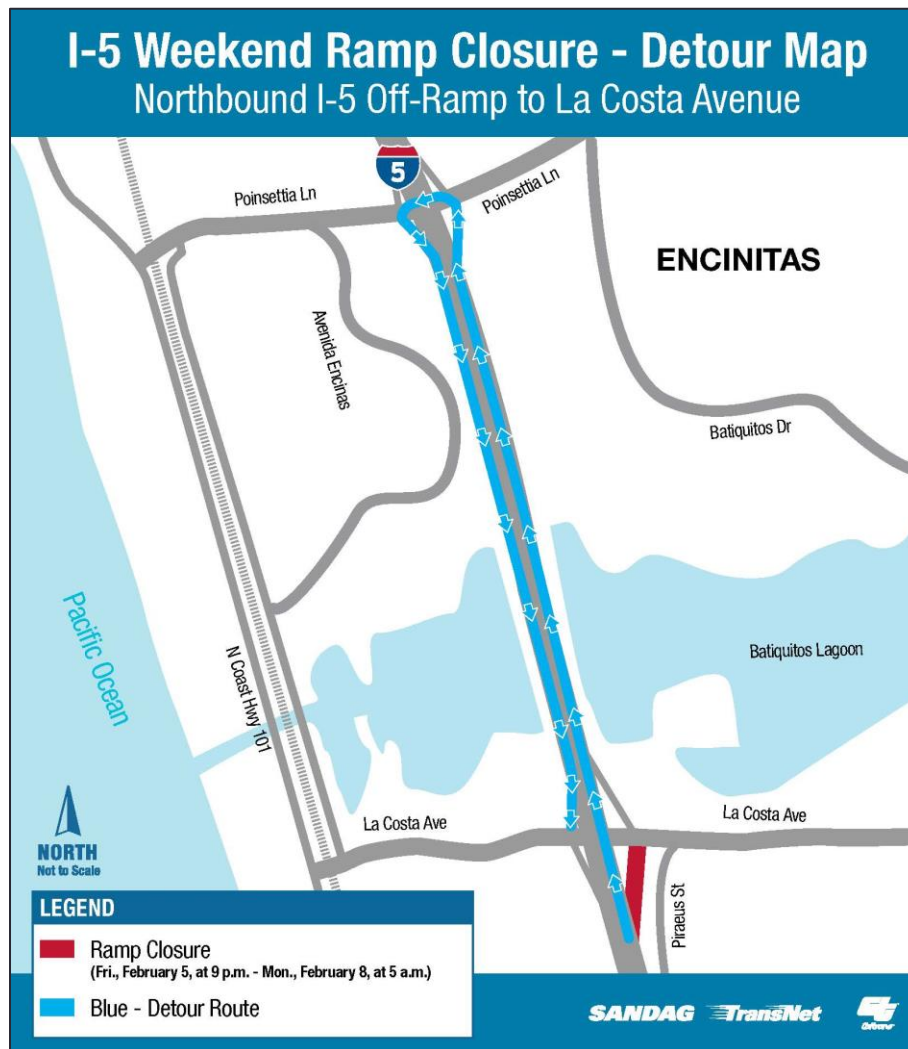 I-5 Weekend Ramp Closure - Detour Map
Northbound I-5 Off-Ramp to La Costa Avenue
5
Poinsettia Ln
Poinsettia Ln
ENCINITAS
Avenida Encinas
Batiquitos Dr
Pacific Ocean
N Coast Hwy 101
Batiquitos Lagoon
La Costa Ave
La Costa Ave
Piraeus St
NORTH
Not to Scale
LEGEND
Ramp Closure
(Fri., February 5, at 9 p.m. - Mon., February 8, at 5 a.m.)
Blue - Detour Route
SANDAG TransNet Caltrans